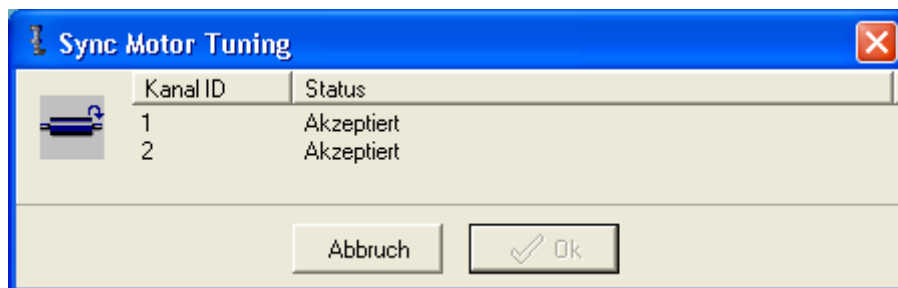 Sync Motor Tuning
Kanal ID Status
1 Akzeptiert
2 Akzeptiert
Abbruch Ok